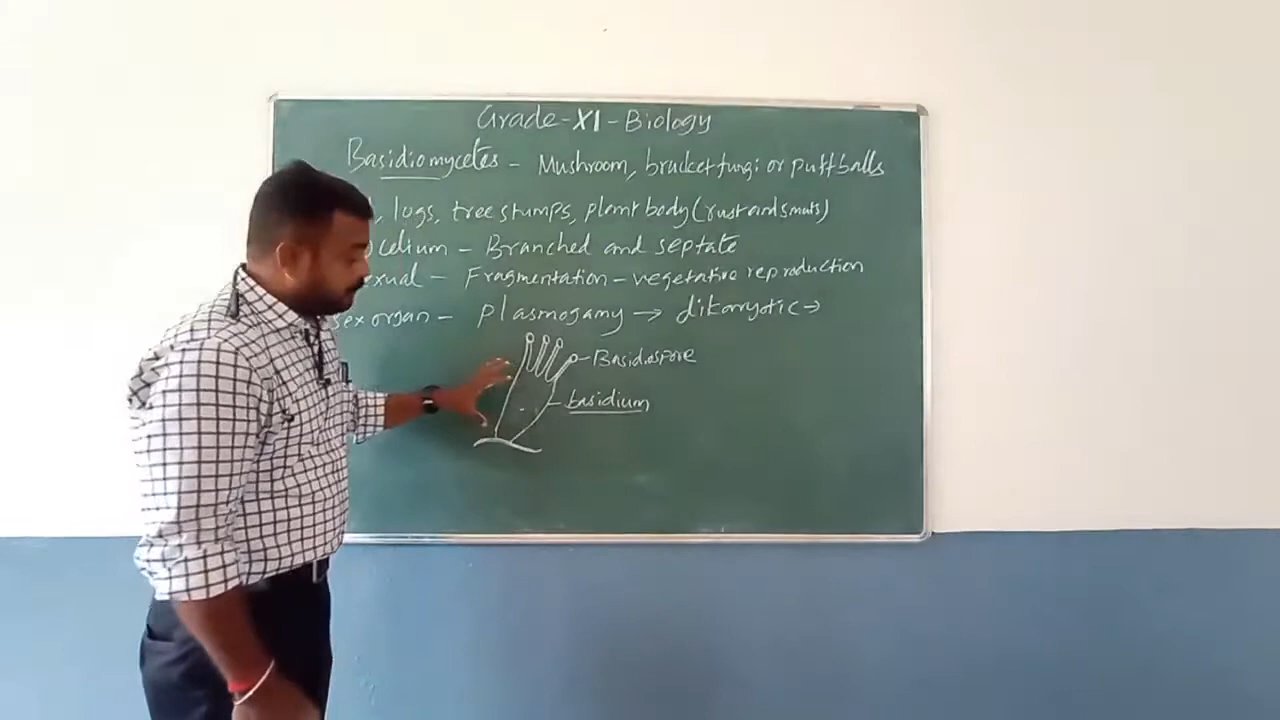 Grade-XI-Biology
Basidiomycetes - Mushroom, bracket fungi or puffballs
, logs, tree stumps, plant body (rust and smuts)
celium - Branched and septate
exual - Fragmentation - vegetative reproduction
sex organ - plasmogamy → dikaryotic →
Basidiospore
basidium